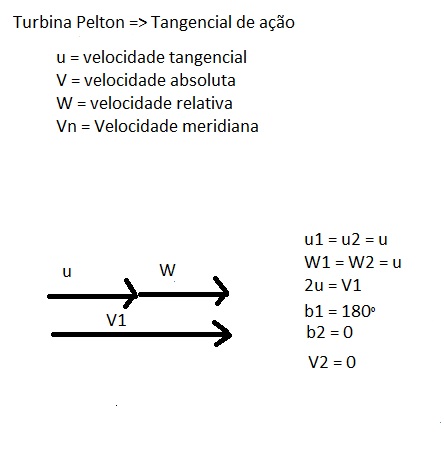 Turbina Pelton => Tangencial de ação
u = velocidade tangencial
V = velocidade absoluta
W = velocidade relativa
Vn = Velocidade meridiana
u
W
V1
u1 = u2 = u
W1 = W2 = u
2u = V1
b1 = 180º
b2 = 0
V2 = 0